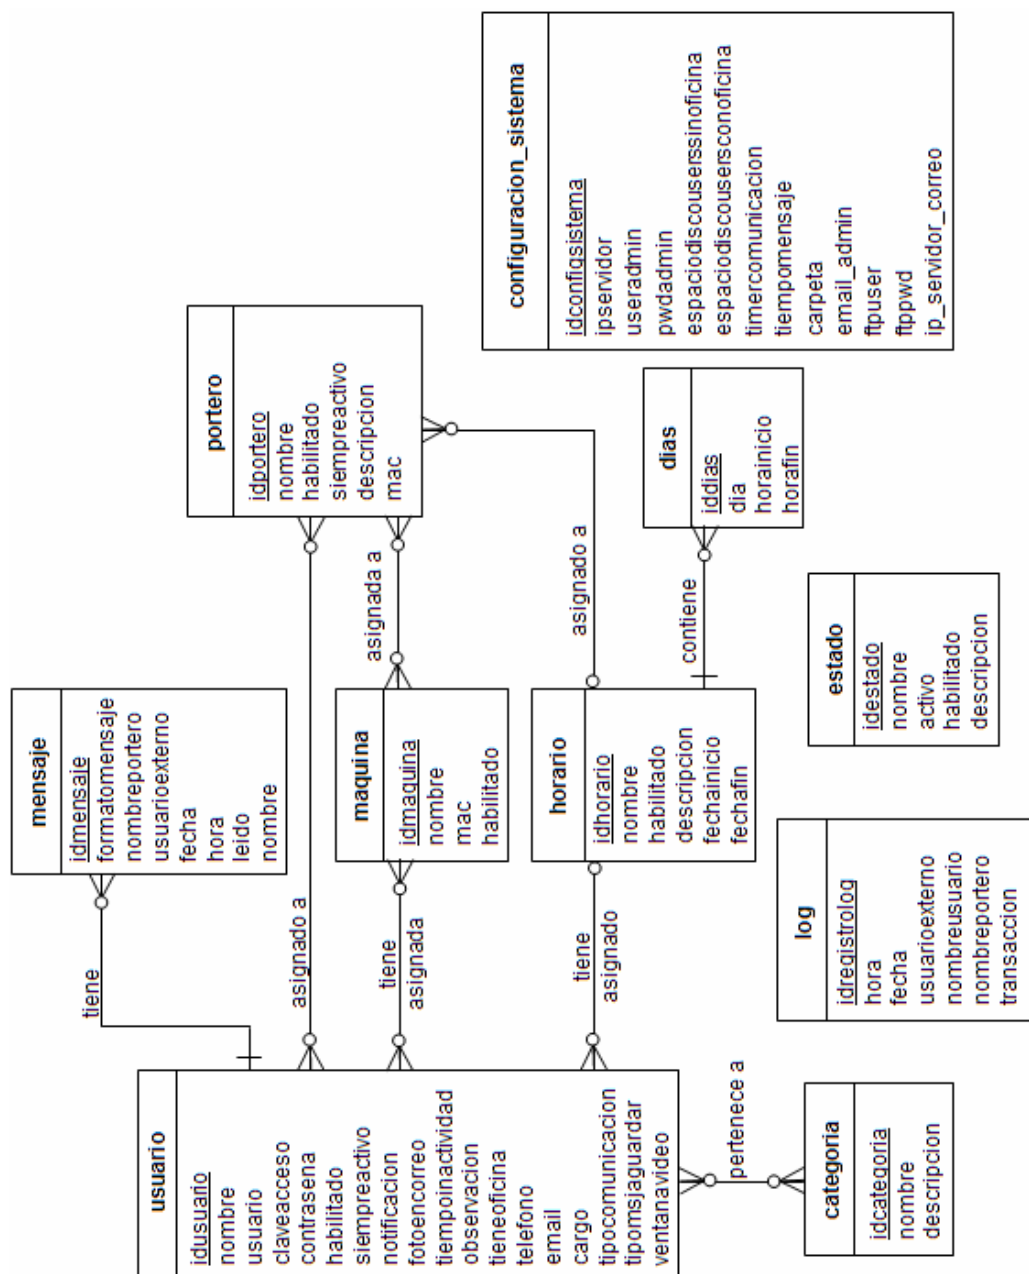 usuario
idusuario
nombre
usuario
claveacceso
contrasena
habilitado
siempreactivo
notificacion
fotoencorreo
tiempoinactividad
observacion
tieneoficina
telefono
email
cargo
tipocomunicacion
tipomsjaguardar
ventanavideo
tiene
asignado a
tiene
asignada
tiene
asignado
pertenece a
categoria
idcategoria
nombre
descripcion
mensaje
idmensaje
formatomensaje
nombreportero
usuarioexterno
fecha
hora
leido
nombre
maquina
idmaquina
nombre
mac
habilitado
horario
idhorario
nombre
habilitado
descripcion
fechainicio
fechafin
log
idregistrolog
hora
fecha
usuarioexterno
nombreusuario
nombreportero
transaccion
asignada a
asignado a
contiene
estado
idestado
nombre
activo
habilitado
descripcion
portero
idportero
nombre
habilitado
siempreactivo
descripcion
mac
dias
iddias
dia
horainicio
horafin
configuracion_sistema
idconfigsistema
ipservidor
useradmin
pwdadmin
espaciodiscouserssinoficina
espaciodiscousersconoficina
timercomunicacion
tiempomensaje
carpeta
email_admin
ftpuser
ftppwd
ip_servidor_correo